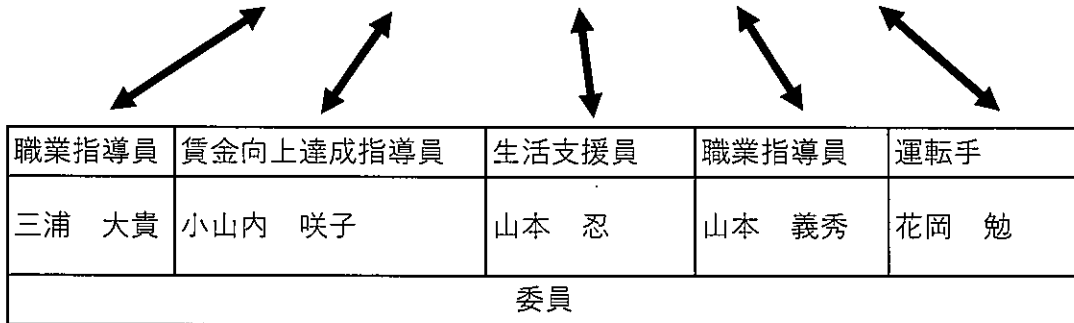 職業指導員 賃金向上達成指導員 生活支援員 職業指導員 運転手
三浦 大貴 小山内 咲子 山本 忍 山本 義秀 花岡 勉
委員